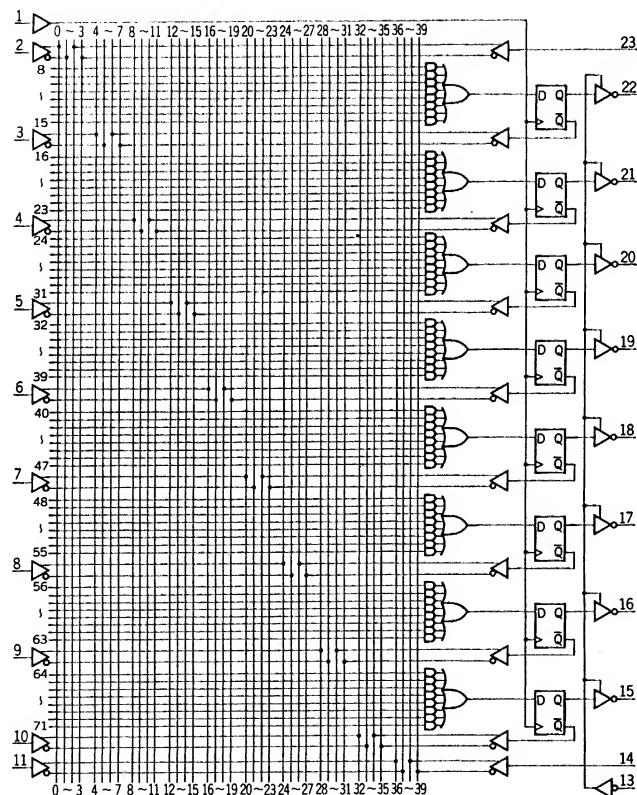 1
0 ~ 3 4 ~ 7 8 ~11 12~15 16~19 20~23 24~27 28~31 32~35 36~39
2 23
8
≀ D Q 22
15 Q̅
3
16
≀ D Q 21
23 Q̅
4
24
≀ D Q 20
31 Q̅
5
32
≀ D Q 19
39 Q̅
6
40
≀ D Q 18
47 Q̅
7
48
≀ D Q 17
55 Q̅
8
56
≀ D Q 16
63 Q̅
9
64
≀ D Q 15
71 Q̅
10
11 14
0 ~ 3 4 ~ 7 8 ~11 12~15 16~19 20~23 24~27 28~31 32~35 36~39 13